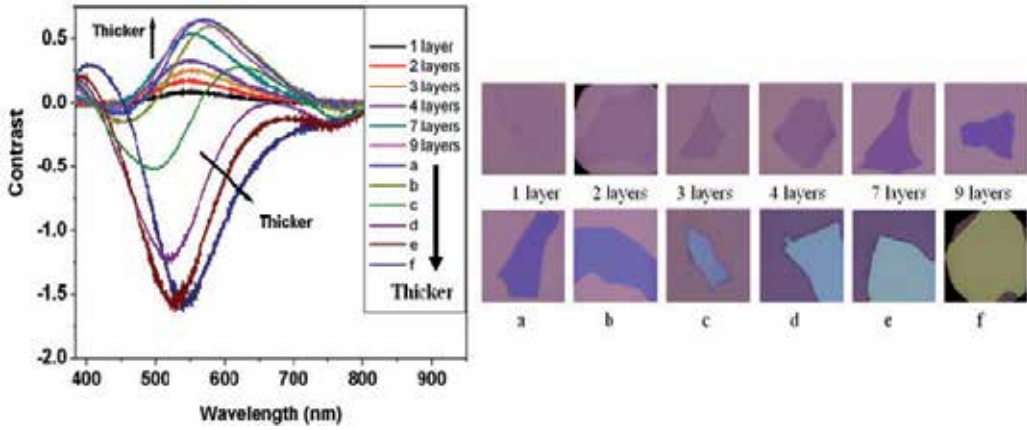 Contrast
0.5
0.0
-0.5
-1.0
-1.5
-2.0
400 500 600 700 800 900
Wavelength (nm)
Thicker
Thicker
1 layer
2 layers
3 layers
4 layers
7 layers
9 layers
a
b
c
d
e
f
Thicker
1 layer 2 layers 3 layers 4 layers 7 layers 9 layers
a b c d e f